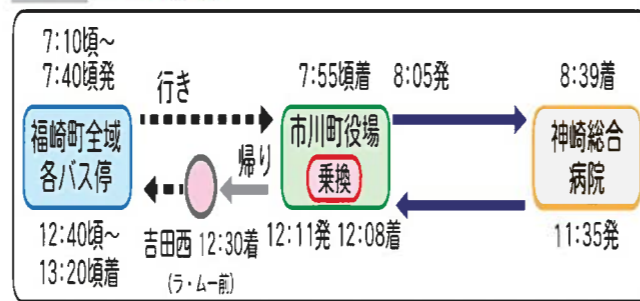 7:10頃～
7:40頃発
行き
7:55頃着 8:05発
8:39着
福崎町全域
各バス停
市川町役場
乗換
神崎総合
病院
帰り
12:40頃～
13:20頃着
吉田西 12:30着
(ラ・ムー前)
12:11発 12:08着
11:35発